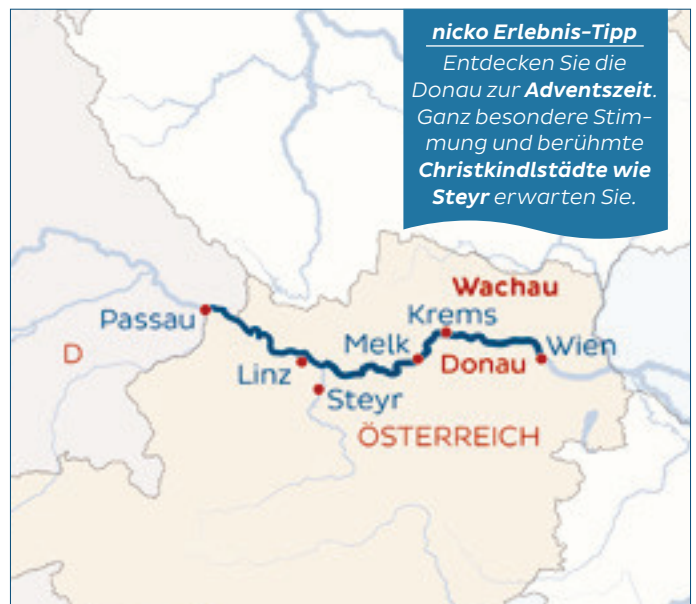 nicko Erlebnis-Tipp
Entdecken Sie die
Donau zur Adventszeit.
Ganz besondere Stim-
mung und berühmte
Christkindlstädte wie
Steyr erwarten Sie.
Wachau
Krems
Passau
Melk
Wien
D
Linz
Donau
Steyr
ÖSTERREICH